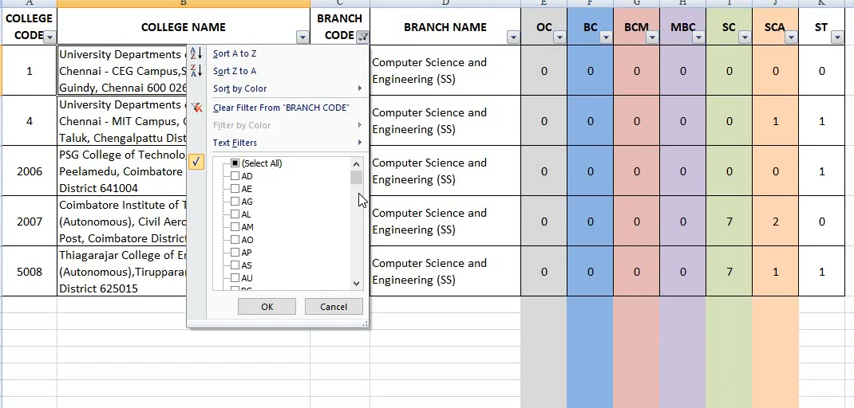 A B C D E F G H I J K
COLLEGE CODE COLLEGE NAME BRANCH CODE BRANCH NAME OC BC BCM MBC SC SCA ST
1
University Departments
Chennai - CEG Campus,
Guindy, Chennai 600 02
Computer Science and
Engineering (SS)
0 0 0 0 0 0 0
4
University Departments
Chennai - MIT Campus,
Taluk, Chengalpattu Dist
Computer Science and
Engineering (SS)
0 0 0 0 0 1 1
2006
PSG College of Technolo
Peelamedu, Coimbatore
District 641004
Computer Science and
Engineering (SS)
0 0 0 0 0 0 1
2007
Coimbatore Institute of T
(Autonomous), Civil Aero
Post, Coimbatore District
Computer Science and
Engineering (SS)
0 0 0 0 7 2 0
5008
Thiagarajar College of En
(Autonomous),Tirupparan
District 625015
Computer Science and
Engineering (SS)
0 0 0 0 7 1 1
Sort A to Z
Sort Z to A
Sort by Color
Clear Filter From "BRANCH CODE"
Filter by Color
Text Filters
(Select All)
AD
AE
AG
AL
AM
AO
AP
AS
AU
OK Cancel